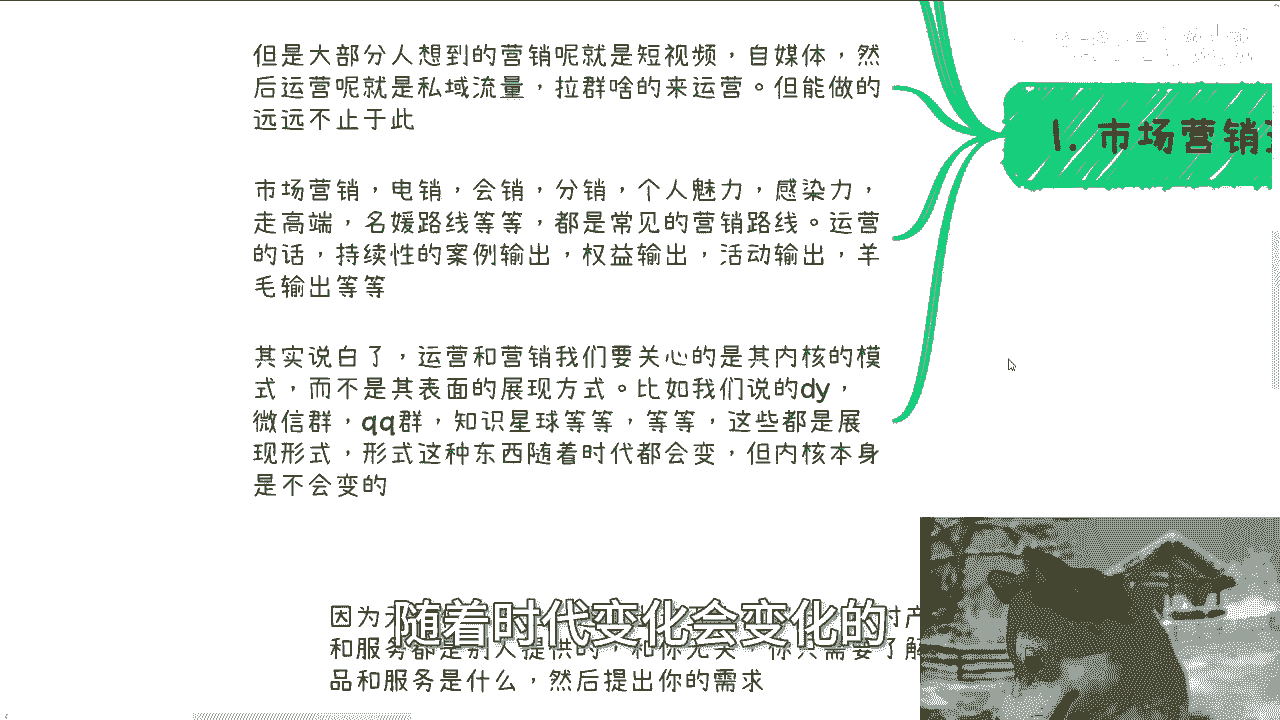 但是大部分人想到的营销呢就是短视频，自媒体，然
后运营呢就是私域流量，拉群啥的来运营。但能做的
远远不止于此
1. 市场营销
市场营销，电销，会销，分销，个人魅力，感染力，
走高端，名媛路线等等，都是常见的营销路线。运营
的话，持续性的案例输出，权益输出，活动输出，羊
毛输出等等
其实说白了，运营和营销我们要关心的是其内核的模
式，而不是其表面的展现方式。比如我们说的dy，
微信群，qq群，知识星球等等，等等，这些都是展
现形式，形式这种东西随着时代都会变，但内核本身
是不会变的
因为
随着时代变化会变化的
和服务都是别人提供的，和你无关，你只需要了解
品和服务是什么，然后提出你的需求